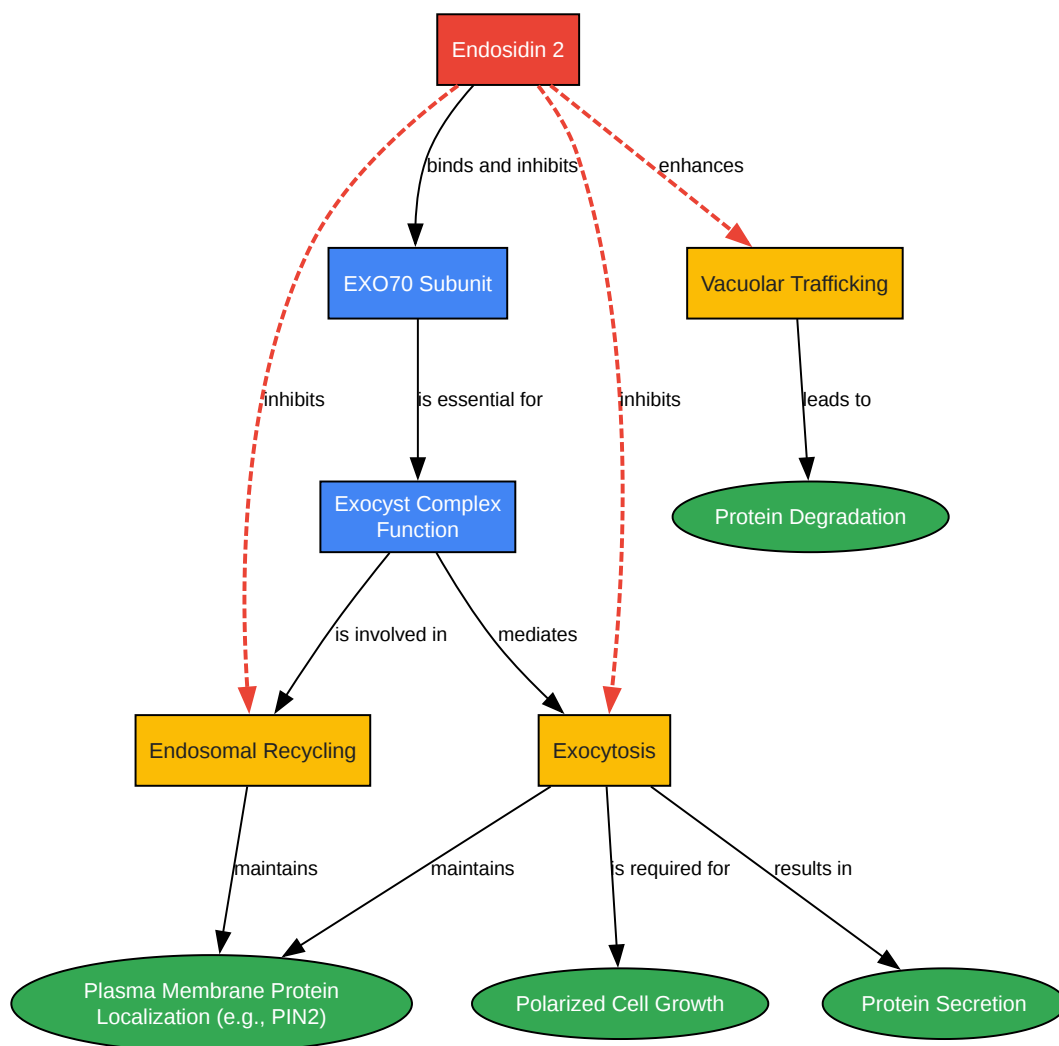 Endosidin 2
binds and inhibits
enhances
EXO70 Subunit
Vacuolar Trafficking
inhibits
is essential for
inhibits
leads to
Exocyst Complex
Function
Protein Degradation
is involved in
mediates
Endosomal Recycling
Exocytosis
maintains
maintains
is required for
results in
Plasma Membrane Protein
Localization (e.g., PIN2)
Polarized Cell Growth
Protein Secretion